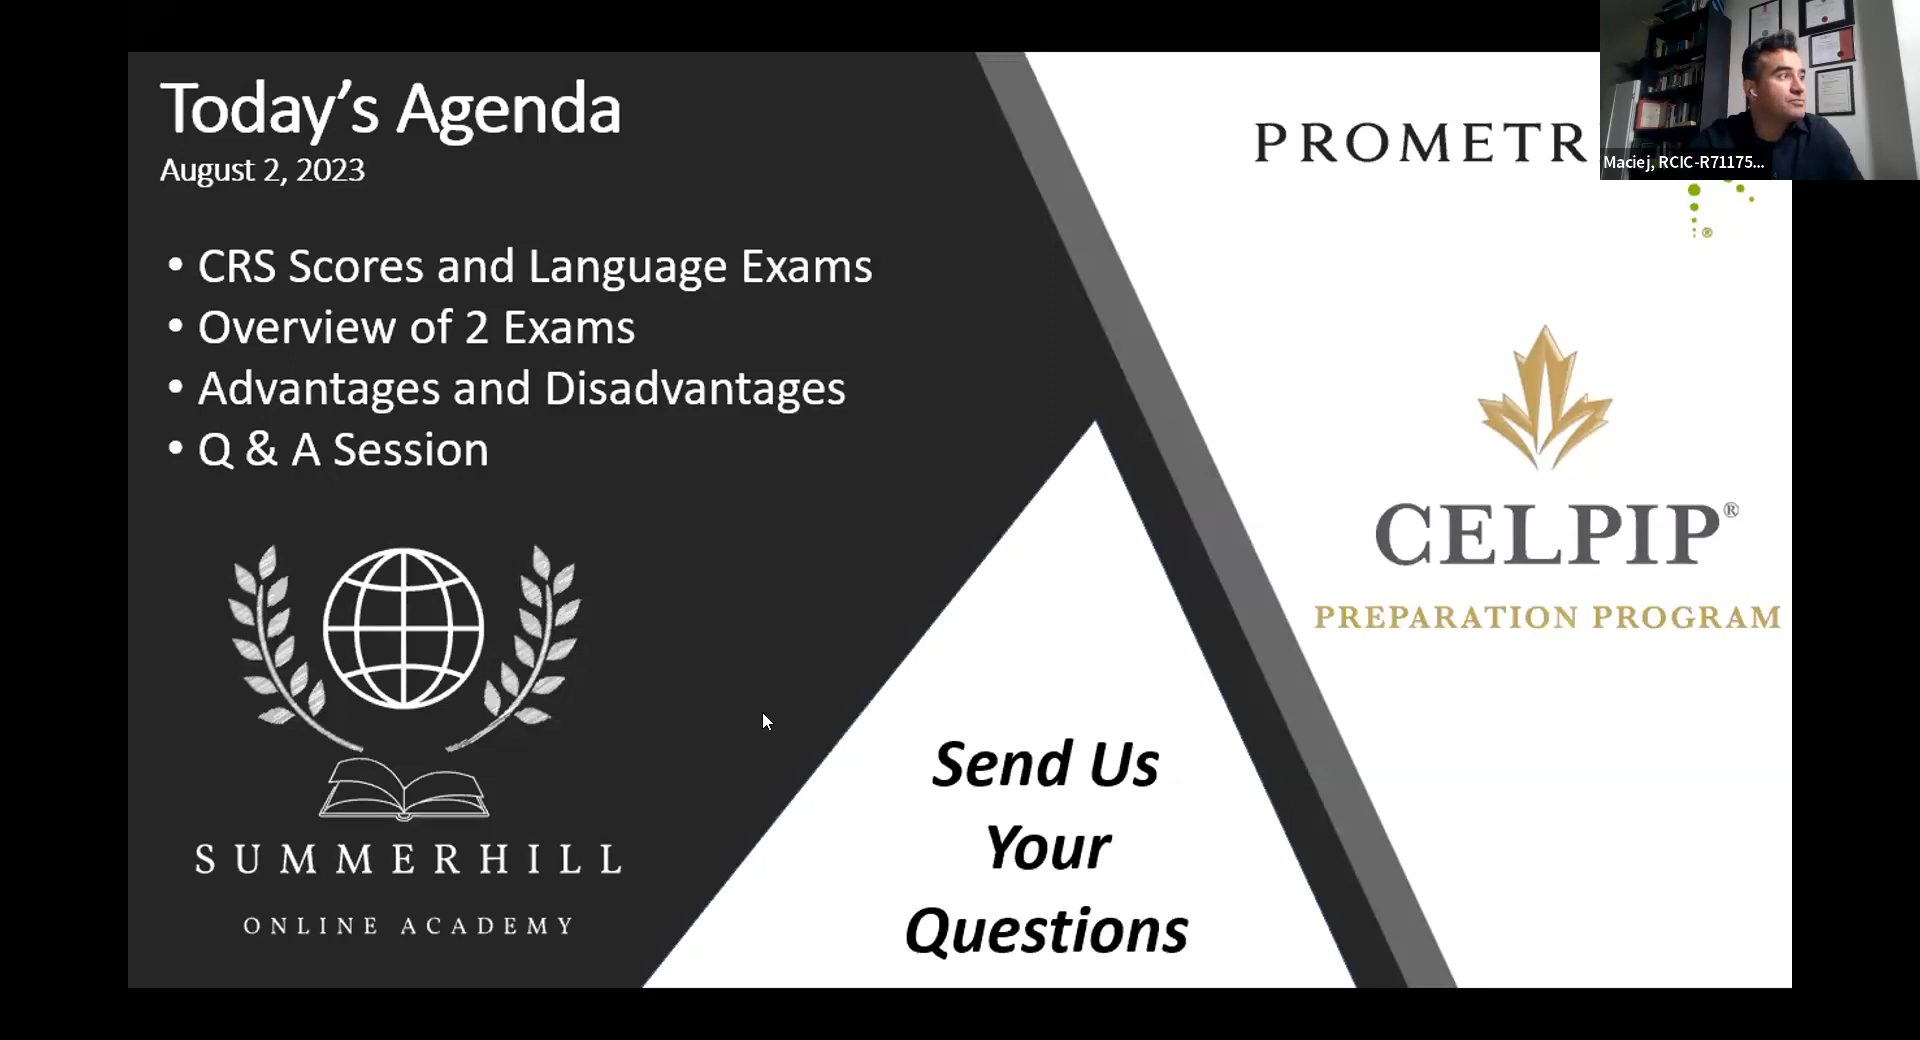 Today's Agenda
August 2, 2023
• CRS Scores and Language Exams
• Overview of 2 Exams
• Advantages and Disadvantages
• Q & A Session
SUMMERHILL
ONLINE ACADEMY
Send Us
Your
Questions
PROMETR
®
CELPIP®
PREPARATION PROGRAM
Maciej, RCIC-R71175...